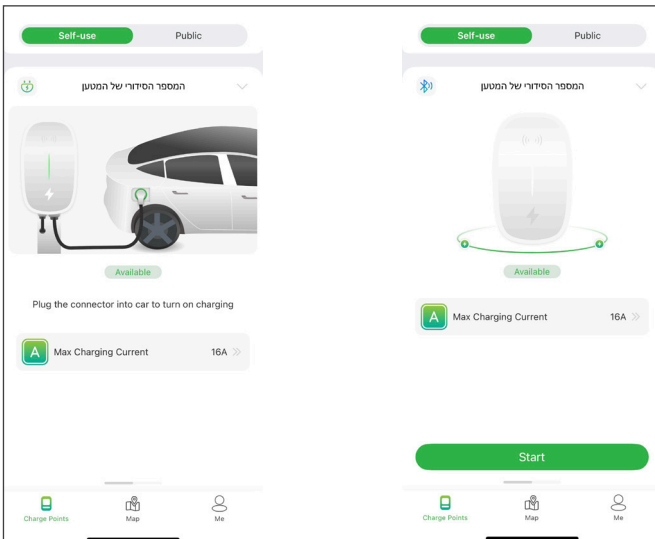 Self-use
Public
המספר הסידורי של המטען
Available
Plug the connector into car to turn on charging
A
Max Charging Current
16A
Charge Points
Map
Me
Self-use
Public
המספר הסידורי של המטען
Available
A
Max Charging Current
16A
Start
Charge Points
Map
Me